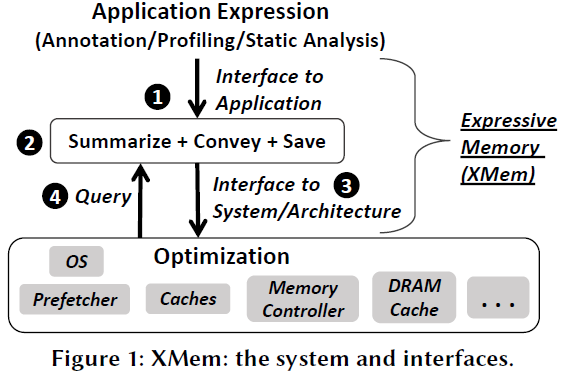 Application Expression
(Annotation/Profiling/Static Analysis)
1
Interface to
Application
Expressive
Memory
(XMem)
2
Summarize + Convey + Save
4
Query
Interface to
System/Architecture
3
Optimization
OS
Prefetcher
Caches
Memory
Controller
DRAM
Cache
. . .
Figure 1: XMem: the system and interfaces.